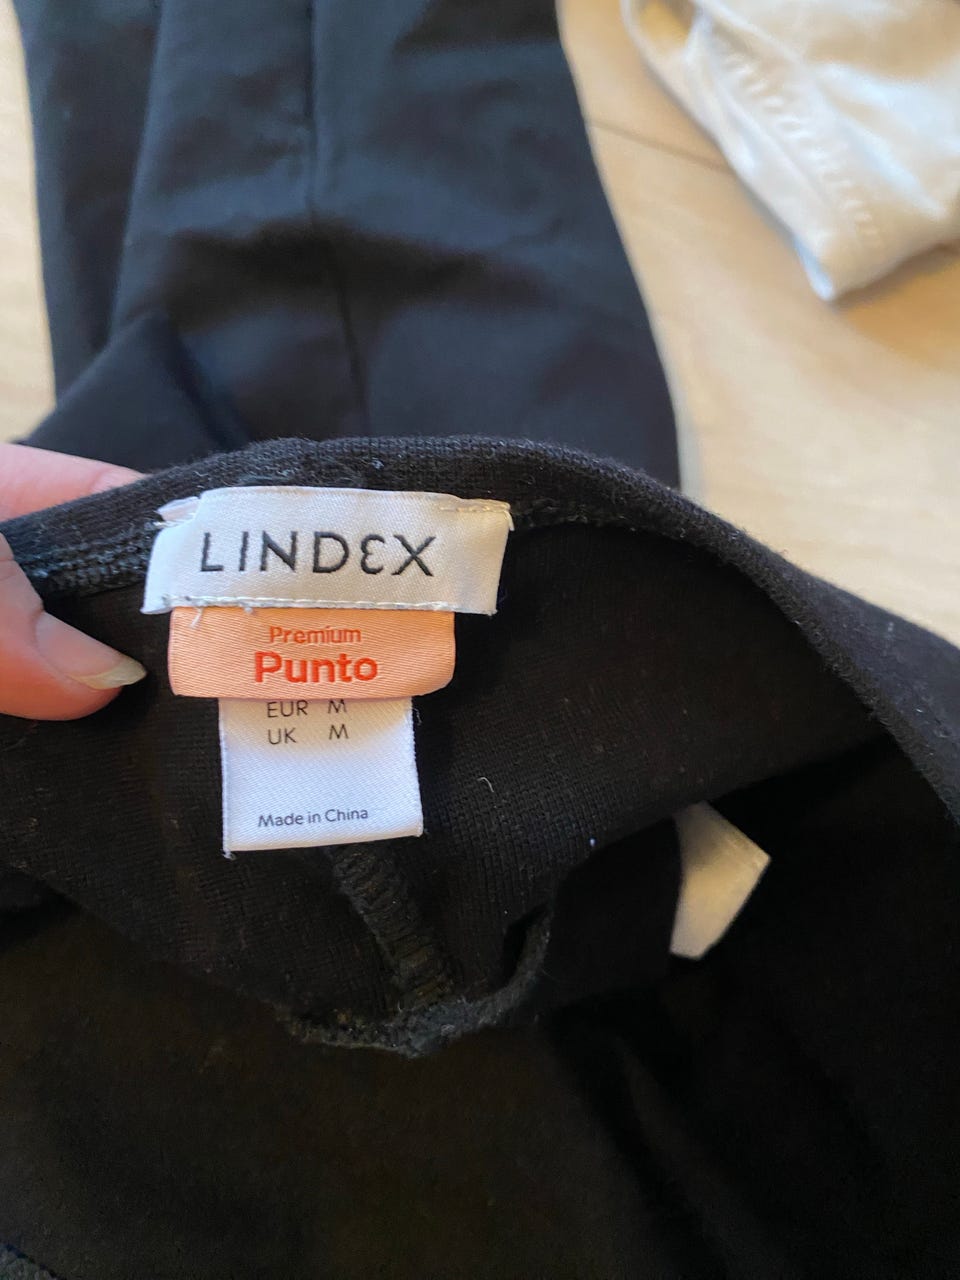 LINDEX
Premium
Punto
EUR M
UK M
Made in China